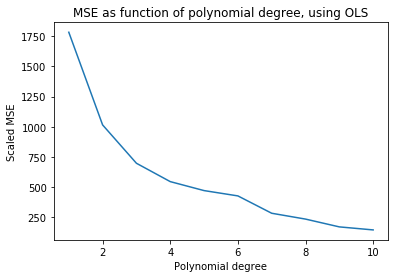 MSE as function of polynomial degree, using OLS
1750
1500
1250
1000
750
500
250
Scaled MSE
2 4 6 8 10
Polynomial degree